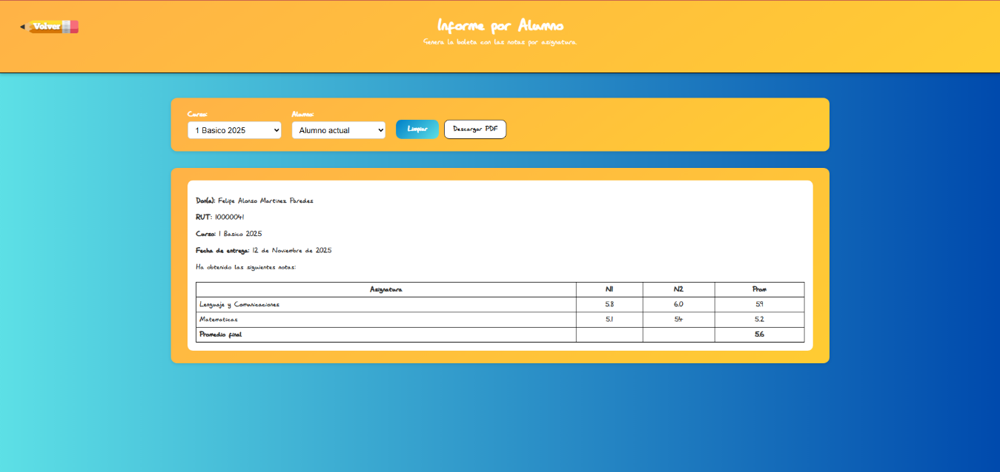 Volver
Informe por Alumno
Genera la boleta con las notas por asignatura.
Curso: Alumno:
1 Basico 2025 Alumno actual Limpiar Descargar PDF
Don(a): Felipe Alonso Martinez Paredes
RUT: 10000041
Curso: 1 Basico 2025
Fecha de entrega: 12 de Noviembre de 2025
Ha obtenido las siguientes notas:
Asignatura N1 N2 Prom
Lenguaje y Comunicaciones 5.8 6.0 5.9
Matematicas 5.1 5.4 5.2
Promedio final 5.6